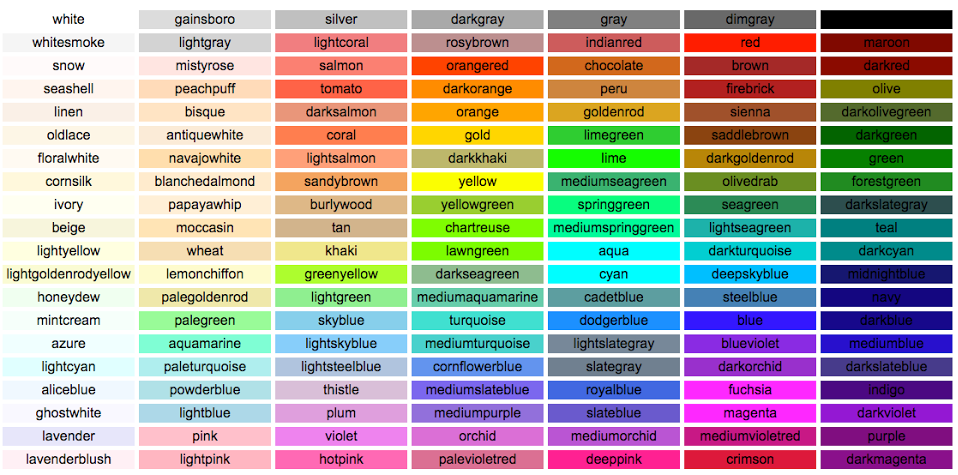 white gainsboro silver darkgray gray dimgray
whitesmoke lightgray lightcoral rosybrown indianred red maroon
snow mistyrose salmon orangered chocolate brown darkred
seashell peachpuff tomato darkorange peru firebrick olive
linen bisque darksalmon orange goldenrod sienna darkolivegreen
oldlace antiquewhite coral gold limegreen saddlebrown darkgreen
floralwhite navajowhite lightsalmon darkkhaki lime darkgoldenrod green
cornsilk blanchedalmond sandybrown yellow mediumseagreen olivedrab forestgreen
ivory papayawhip burlywood yellowgreen springgreen seagreen darkslategray
beige moccasin tan chartreuse mediumspringgreen lightseagreen teal
lightyellow wheat khaki lawngreen aqua darkturquoise darkcyan
lightgoldenrodyellow lemonchiffon greenyellow darkseagreen cyan deepskyblue midnightblue
honeydew palegoldenrod lightgreen mediumaquamarine cadetblue steelblue navy
mintcream palegreen skyblue turquoise dodgerblue blue darkblue
azure aquamarine lightskyblue mediumturquoise lightslategray blueviolet mediumblue
lightcyan paleturquoise lightsteelblue cornflowerblue slategray darkorchid darkslateblue
aliceblue powderblue thistle mediumslateblue royalblue fuchsia indigo
ghostwhite lightblue plum mediumpurple slateblue magenta darkviolet
lavender pink violet orchid mediumorchid mediumvioletred purple
lavenderblush lightpink hotpink palevioletred deeppink crimson darkmagenta